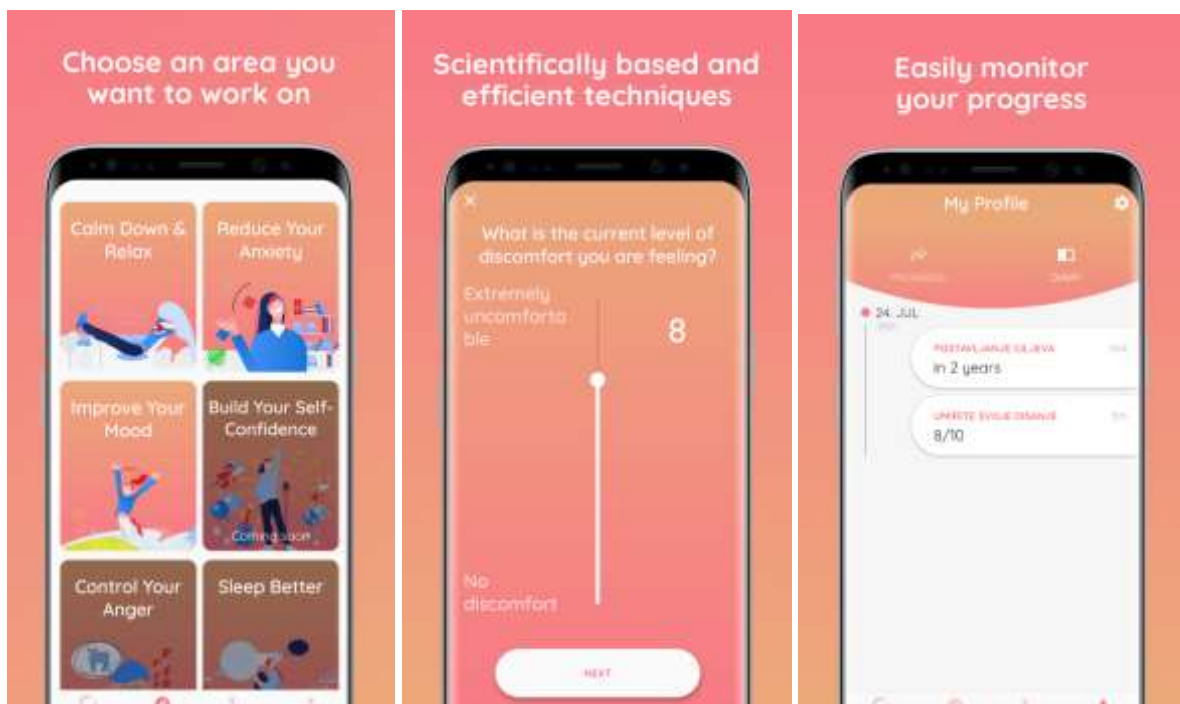 Choose an area you
want to work on
Calm Down &
Relax
Reduce Your
Anxiety
Improve Your
Mood
Build Your Self-
Confidence
Coming soon
Control Your
Anger
Sleep Better
Scientifically based and
efficient techniques
What is the current level of
discomfort you are feeling?
Extremely
uncomforta
ble
8
No
discomfort
NEXT
Easily monitor
your progress
My Profile
24. JUL
POSTAVLJANJE CILJEVA
in 2 years
UMIRITE SVOJE DISANJE
8/10